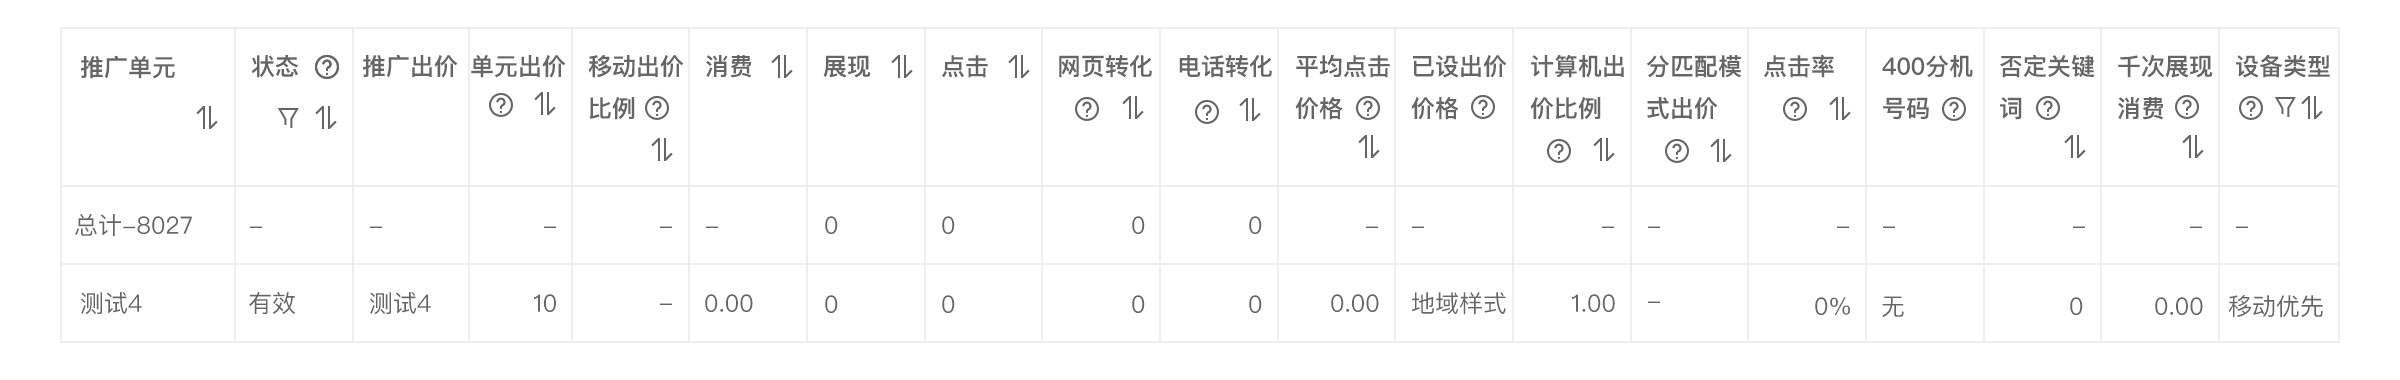 推广单元 状态 推广出价 单元出价 移动出价 消费 展现 点击 网页转化 电话转化 平均点击 已设出价 计算机出 分匹配模 点击率 400分机 否定关键 千次展现 设备类型
比例 价格 价格 价比例 式出价 号码 词 消费
总计-8027 – – – – – 0 0 0 0 – – – – – – – – –
测试4 有效 测试4 10 – 0.00 0 0 0 0 0.00 地域样式 1.00 – 0% 无 0 0.00 移动优先